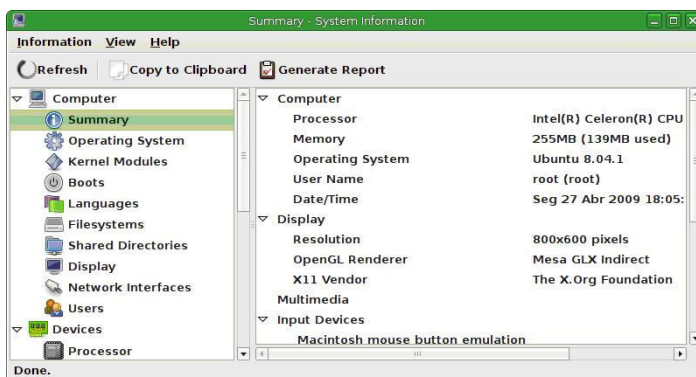 Summary - System Information
Information View Help
Refresh Copy to Clipboard Generate Report
Computer
Summary
Operating System
Kernel Modules
Boots
Languages
Filesystems
Shared Directories
Display
Network Interfaces
Users
Devices
Processor
Computer
Processor Intel(R) Celeron(R) CPU
Memory 255MB (139MB used)
Operating System Ubuntu 8.04.1
User Name root (root)
Date/Time Seg 27 Abr 2009 18:05:
Display
Resolution 800x600 pixels
OpenGL Renderer Mesa GLX Indirect
X11 Vendor The X.Org Foundation
Multimedia
Input Devices
Macintosh mouse button emulation
Done.